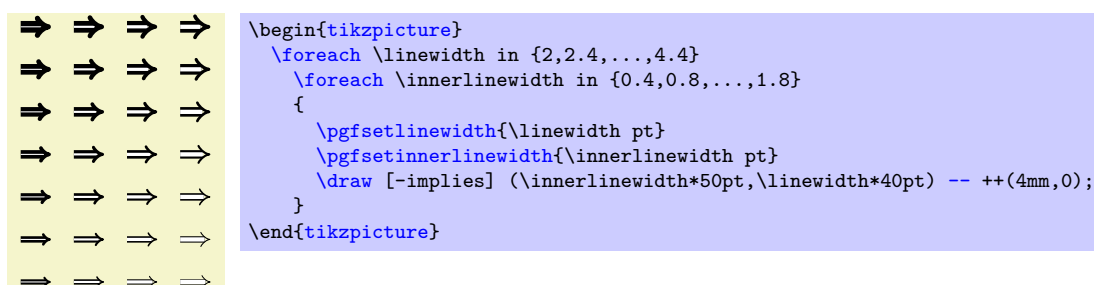 \begin{tikzpicture}
  \foreach \linewidth in {2,2.4,...,4.4}
    \foreach \innerlinewidth in {0.4,0.8,...,1.8}
    {
      \pgfsetlinewidth{\linewidth pt}
      \pgfsetinnerlinewidth{\innerlinewidth pt}
      \draw [-implies] (\innerlinewidth*50pt,\linewidth*40pt) -- ++(4mm,0);
    }
\end{tikzpicture}